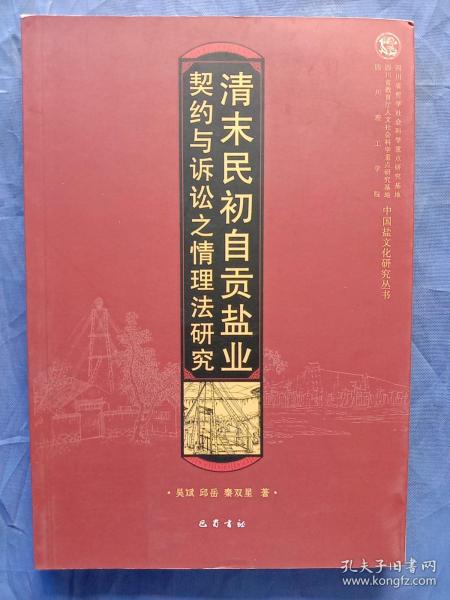 四川省哲学社会科学重点研究基地
四川省教育厅人文社会科学重点研究基地
四川理工学院
中国盐文化研究丛书
清末民初自贡盐业
契约与诉讼之情理法研究
·吴斌 邱岳 秦双星 著·
巴蜀书社
孔夫子旧书网
www.kongfz.com